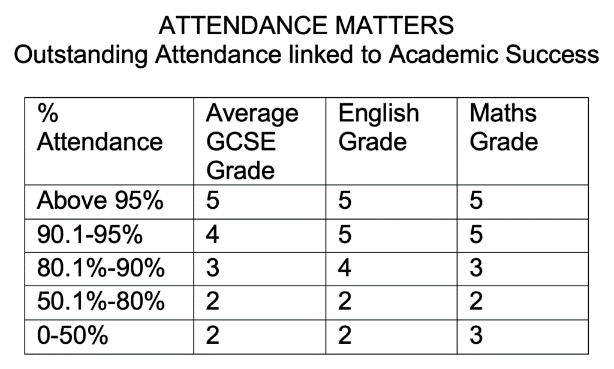 ATTENDANCE MATTERS
Outstanding Attendance linked to Academic Success
% Attendance | Average GCSE Grade | English Grade | Maths Grade
Above 95% | 5 | 5 | 5
90.1-95% | 4 | 5 | 5
80.1%-90% | 3 | 4 | 3
50.1%-80% | 2 | 2 | 2
0-50% | 2 | 2 | 3